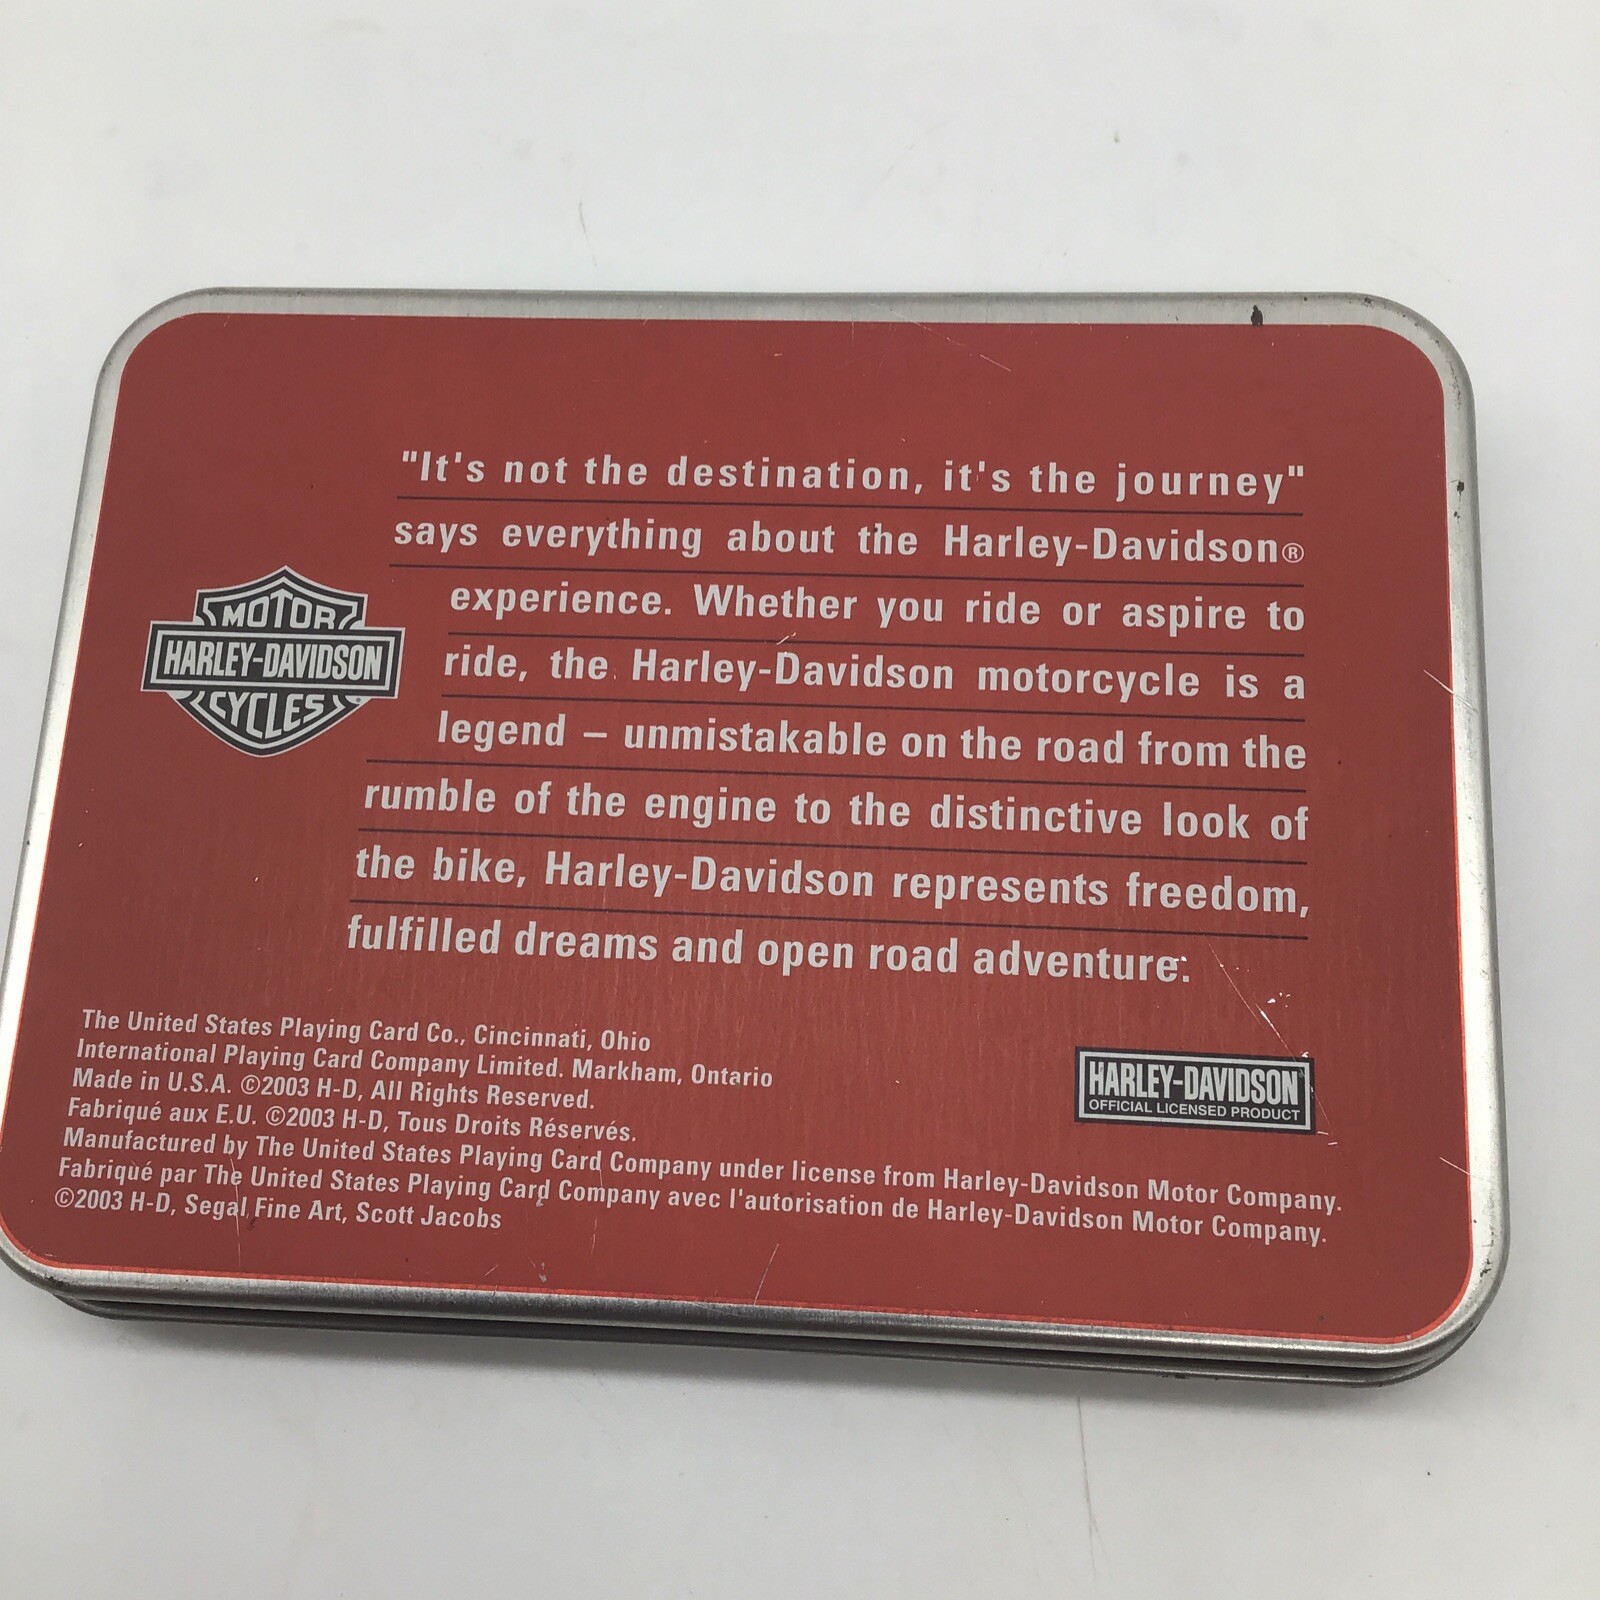 "It's not the destination, it's the journey"
says everything about the Harley-Davidson®
experience. Whether you ride or aspire to
ride, the Harley-Davidson motorcycle is a
legend – unmistakable on the road from the
rumble of the engine to the distinctive look of
the bike, Harley-Davidson represents freedom,
fulfilled dreams and open road adventure.
MOTOR
HARLEY-DAVIDSON
CYCLES
The United States Playing Card Co., Cincinnati, Ohio
International Playing Card Company Limited. Markham, Ontario
Made in U.S.A. ©2003 H-D, All Rights Reserved.
Fabriqué aux E.U. ©2003 H-D, Tous Droits Réservés.
Manufactured by The United States Playing Card Company under license from Harley-Davidson Motor Company.
Fabriqué par The United States Playing Card Company avec l'autorisation de Harley-Davidson Motor Company.
©2003 H-D, Segal Fine Art, Scott Jacobs
HARLEY-DAVIDSON
OFFICIAL LICENSED PRODUCT